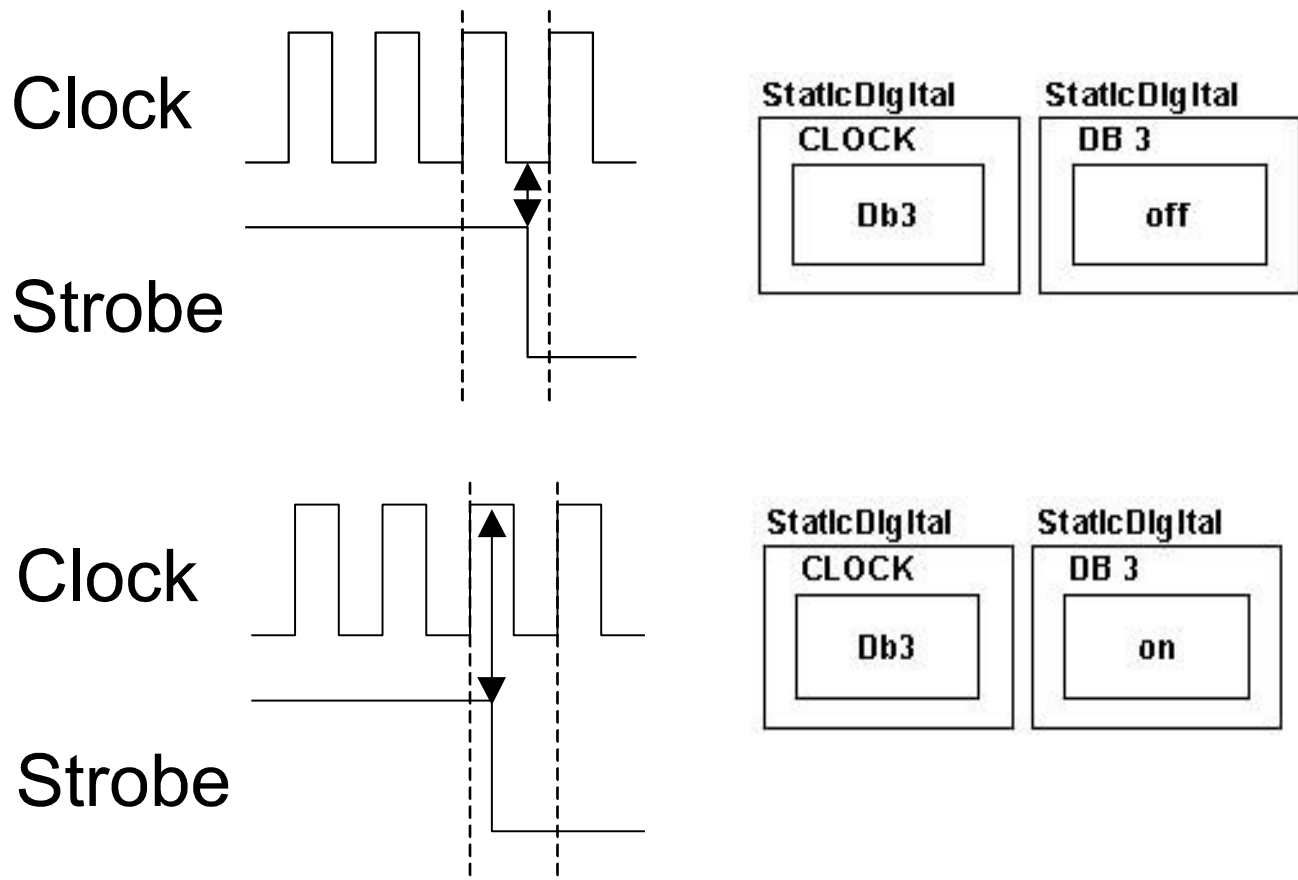 Clock
Strobe
StaticDigital StaticDigital
CLOCK DB 3
Db3 off
Clock
Strobe
StaticDigital StaticDigital
CLOCK DB 3
Db3 on